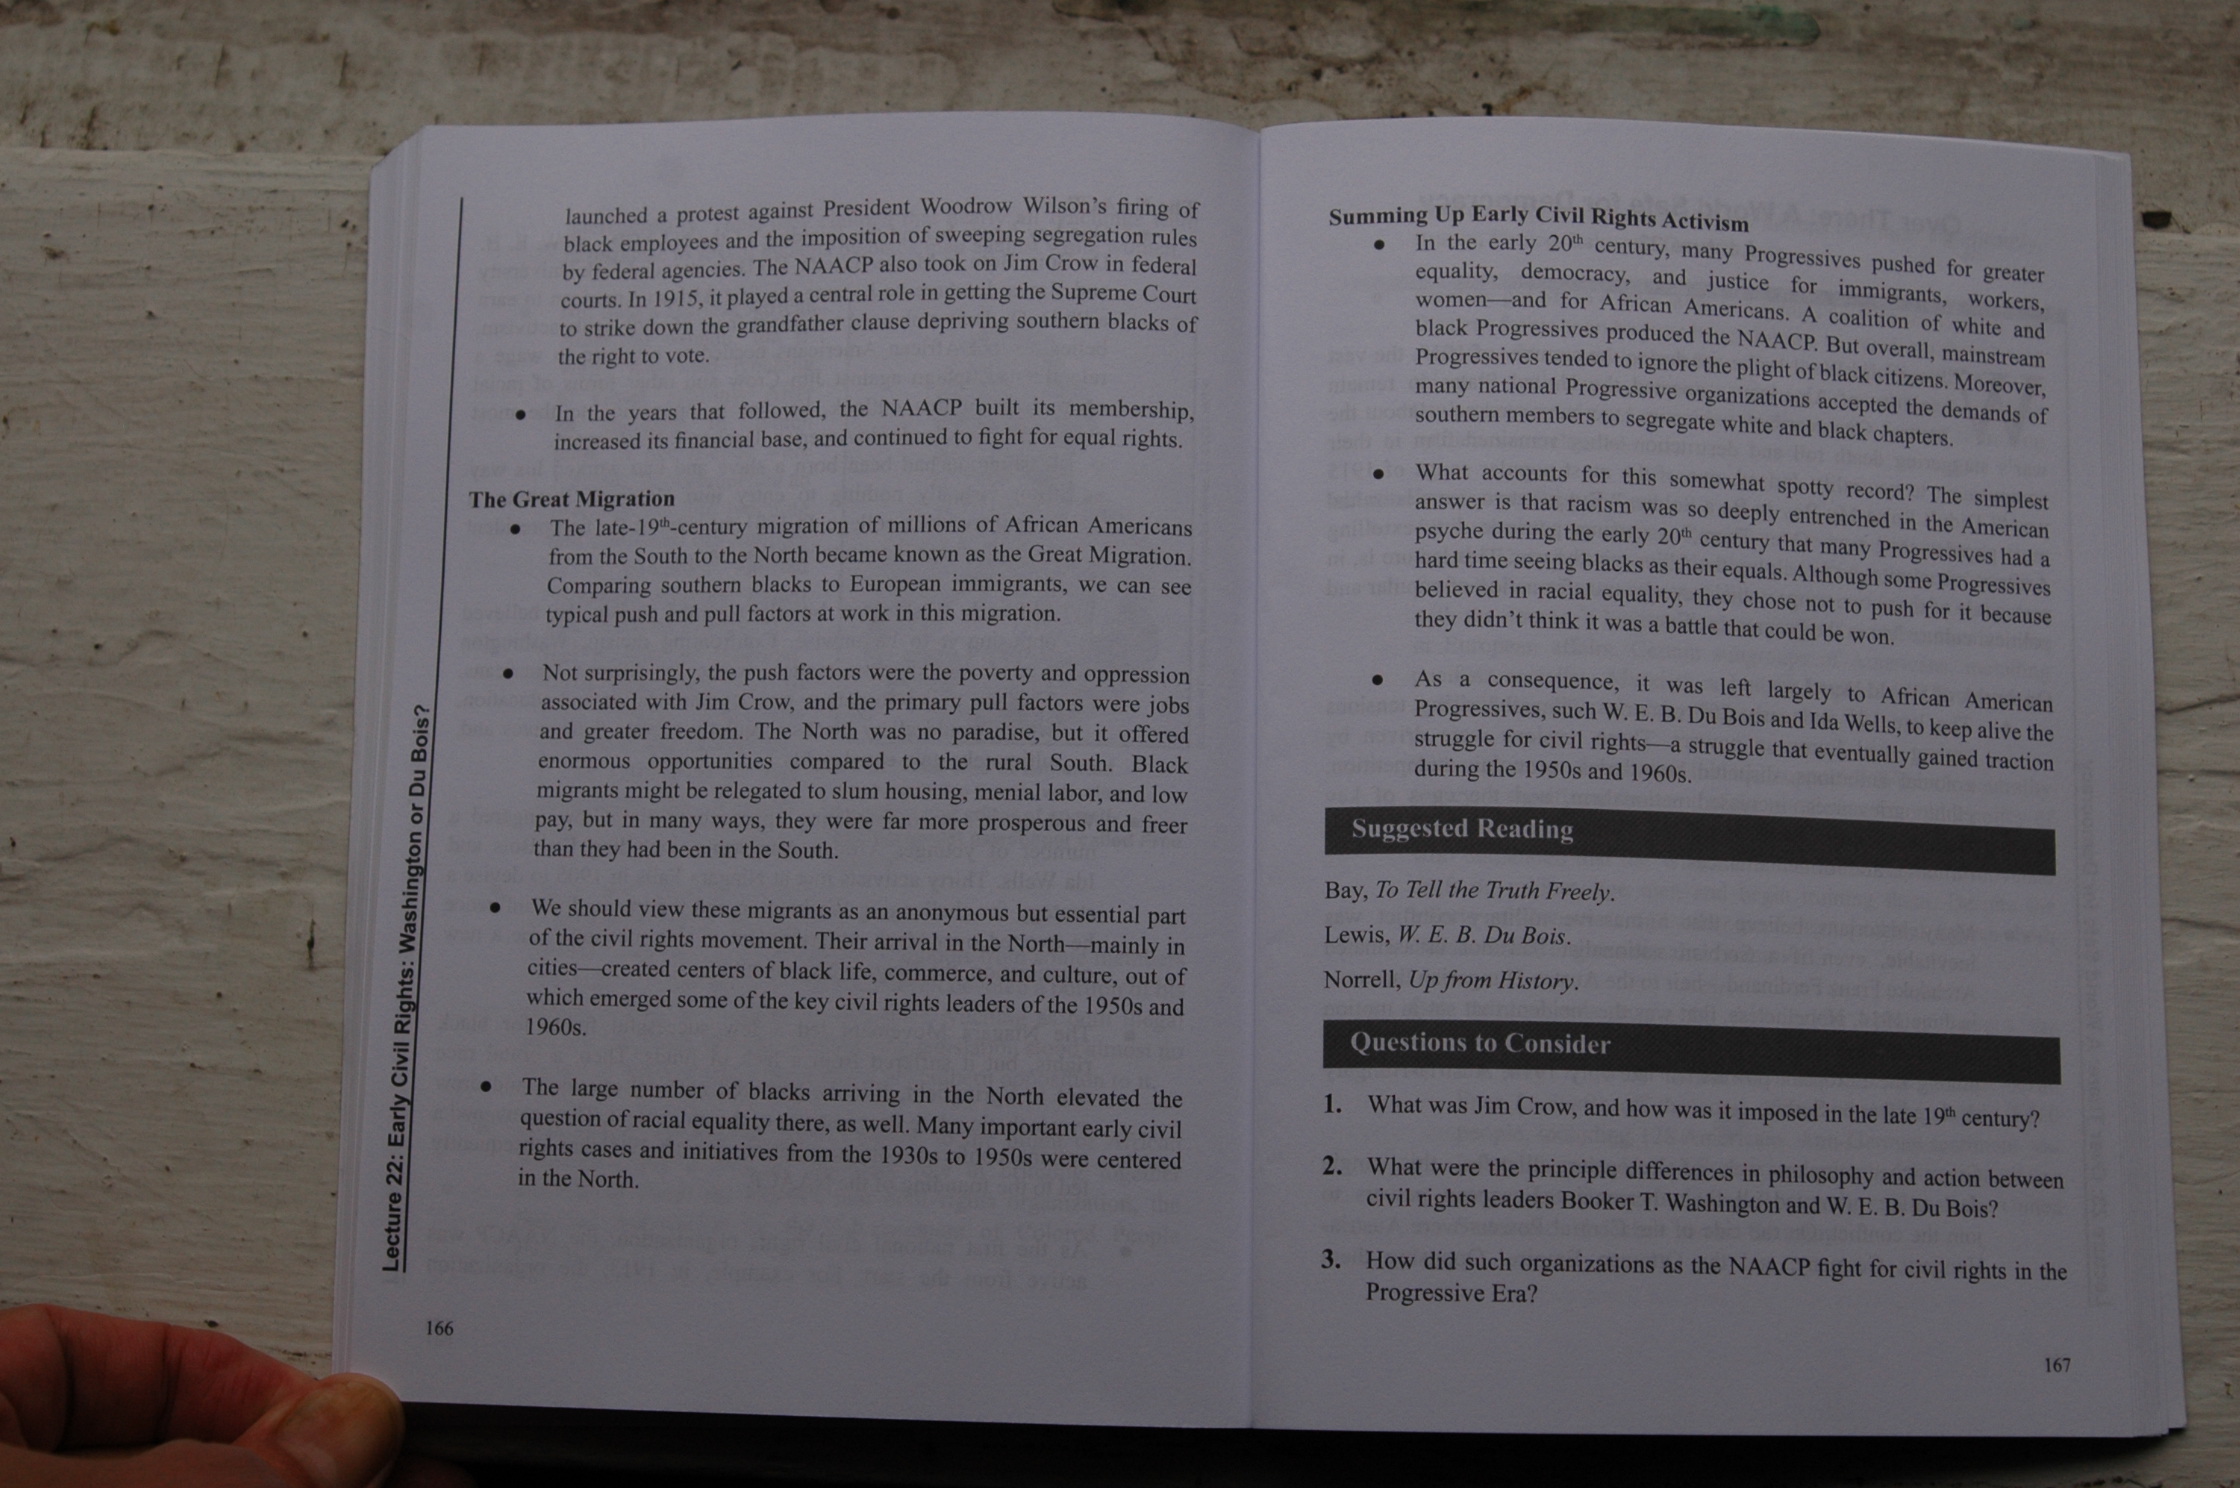 launched a protest against President Woodrow Wilson's firing of
black employees and the imposition of sweeping segregation rules
by federal agencies. The NAACP also took on Jim Crow in federal
courts. In 1915, it played a central role in getting the Supreme Court
to strike down the grandfather clause depriving southern blacks of
the right to vote.
• In the years that followed, the NAACP built its membership,
increased its financial base, and continued to fight for equal rights.
The Great Migration
• The late-19th-century migration of millions of African Americans
from the South to the North became known as the Great Migration.
Comparing southern blacks to European immigrants, we can see
typical push and pull factors at work in this migration.
• Not surprisingly, the push factors were the poverty and oppression
associated with Jim Crow, and the primary pull factors were jobs
and greater freedom. The North was no paradise, but it offered
enormous opportunities compared to the rural South. Black
migrants might be relegated to slum housing, menial labor, and low
pay, but in many ways, they were far more prosperous and freer
than they had been in the South.
• We should view these migrants as an anonymous but essential part
of the civil rights movement. Their arrival in the North—mainly in
cities—created centers of black life, commerce, and culture, out of
which emerged some of the key civil rights leaders of the 1950s and
1960s.
• The large number of blacks arriving in the North elevated the
question of racial equality there, as well. Many important early civil
rights cases and initiatives from the 1930s to 1950s were centered
in the North.
Lecture 22: Early Civil Rights: Washington or Du Bois?
166
Summing Up Early Civil Rights Activism
• In the early 20th century, many Progressives pushed for greater
equality, democracy, and justice for immigrants, workers,
women—and for African Americans. A coalition of white and
black Progressives produced the NAACP. But overall, mainstream
Progressives tended to ignore the plight of black citizens. Moreover,
many national Progressive organizations accepted the demands of
southern members to segregate white and black chapters.
• What accounts for this somewhat spotty record? The simplest
answer is that racism was so deeply entrenched in the American
psyche during the early 20th century that many Progressives had a
hard time seeing blacks as their equals. Although some Progressives
believed in racial equality, they chose not to push for it because
they didn't think it was a battle that could be won.
• As a consequence, it was left largely to African American
Progressives, such W. E. B. Du Bois and Ida Wells, to keep alive the
struggle for civil rights—a struggle that eventually gained traction
during the 1950s and 1960s.
Suggested Reading
Bay, To Tell the Truth Freely.
Lewis, W. E. B. Du Bois.
Norrell, Up from History.
Questions to Consider
1. What was Jim Crow, and how was it imposed in the late 19th century?
2. What were the principle differences in philosophy and action between
civil rights leaders Booker T. Washington and W. E. B. Du Bois?
3. How did such organizations as the NAACP fight for civil rights in the
Progressive Era?
167